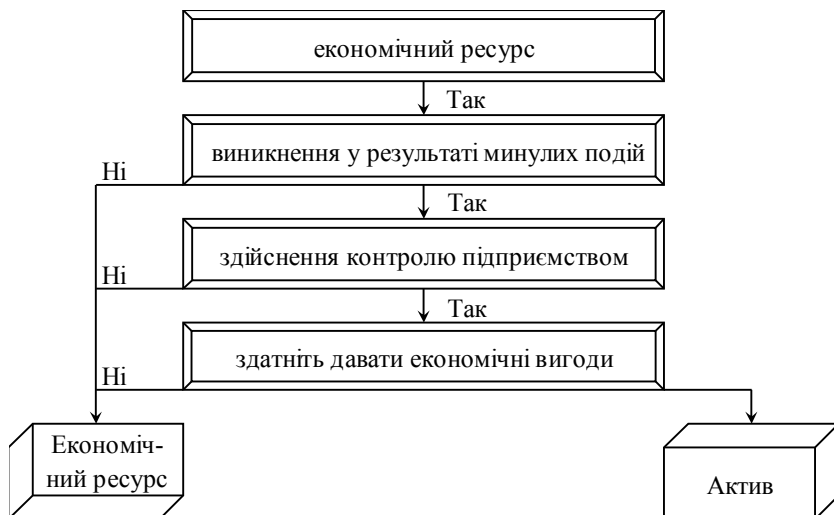 економічний ресурс
Так
виникнення у результаті минулих подій
Ні
Так
здійснення контролю підприємством
Ні
Так
здатніть давати економічні вигоди
Ні
Економіч-
ний ресурс
Актив